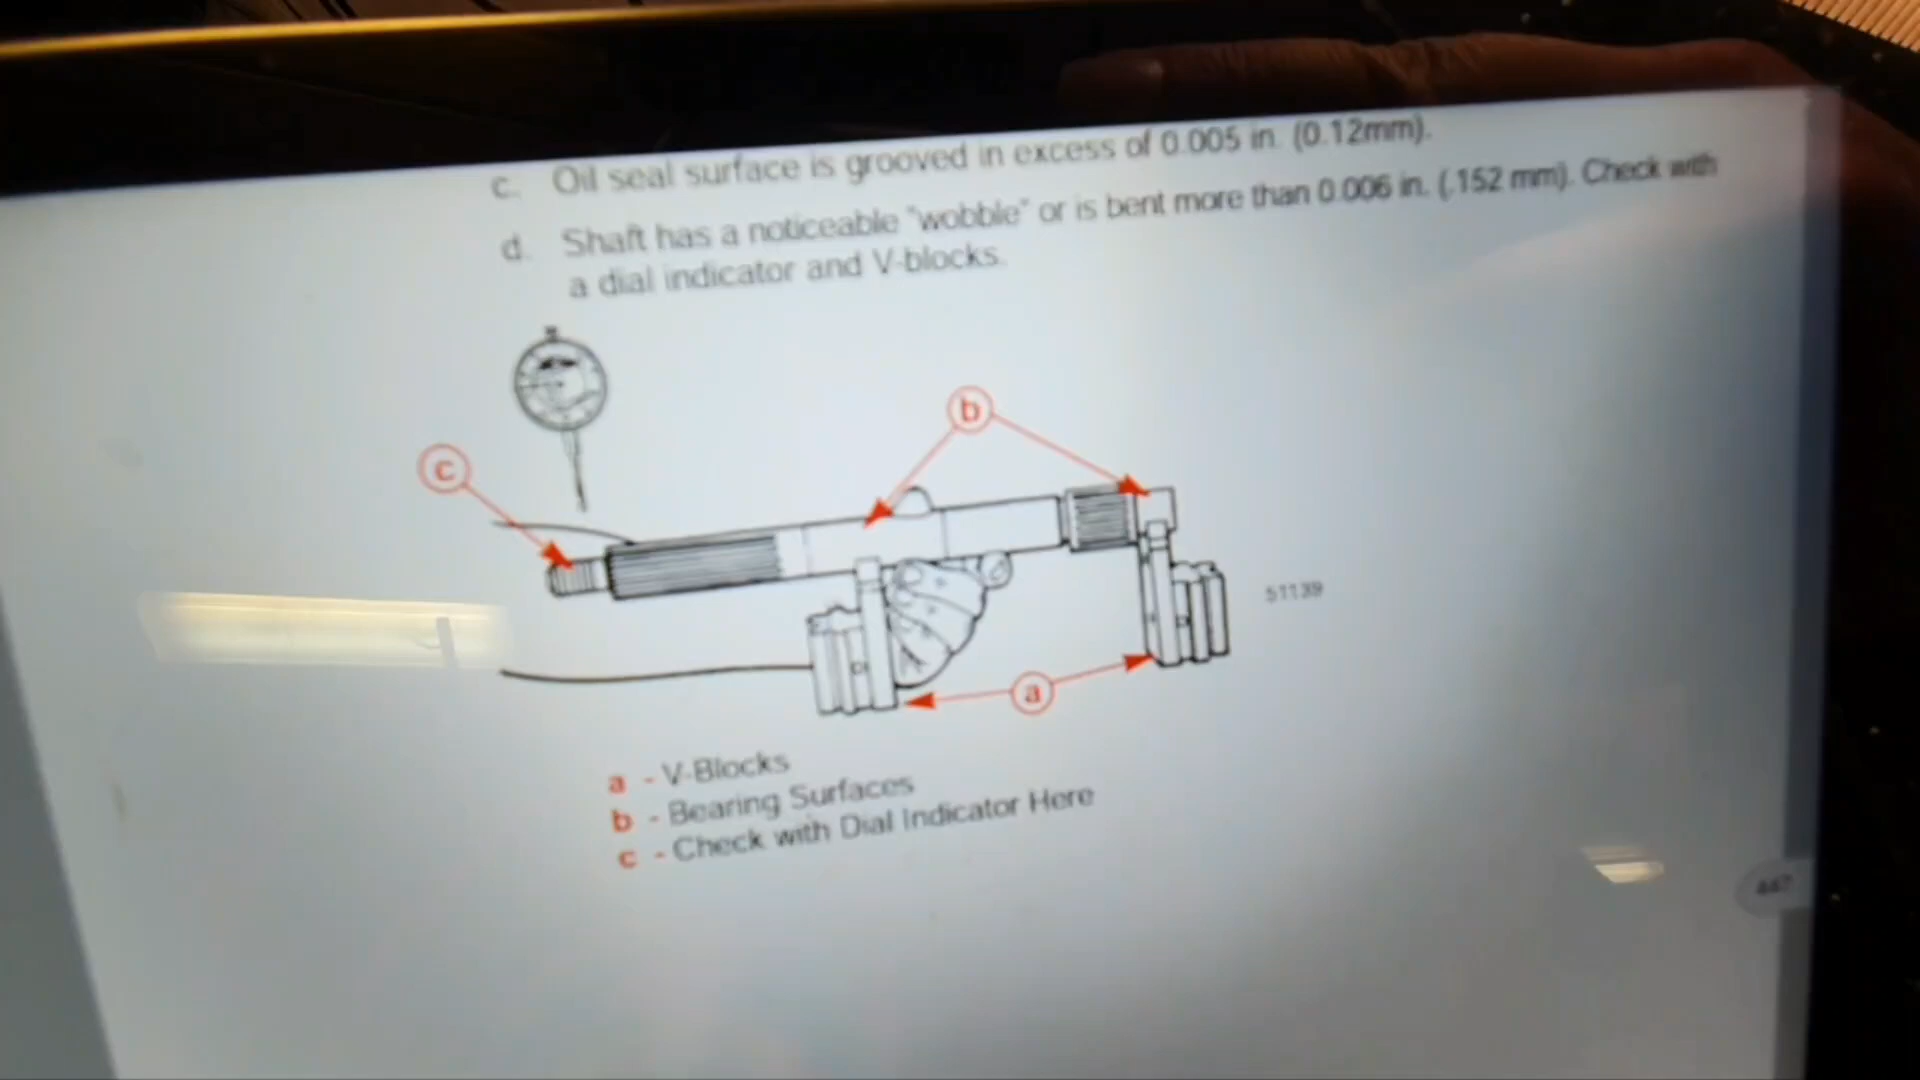 c. Oil seal surface is grooved in excess of 0.005 in. (0.12mm).
d. Shaft has a noticeable "wobble" or is bent more than 0.006 in. (.152 mm). Check with
a dial indicator and V-blocks.
b
c
51139
a
a - V-Blocks
b - Bearing Surfaces
c - Check with Dial Indicator Here
447